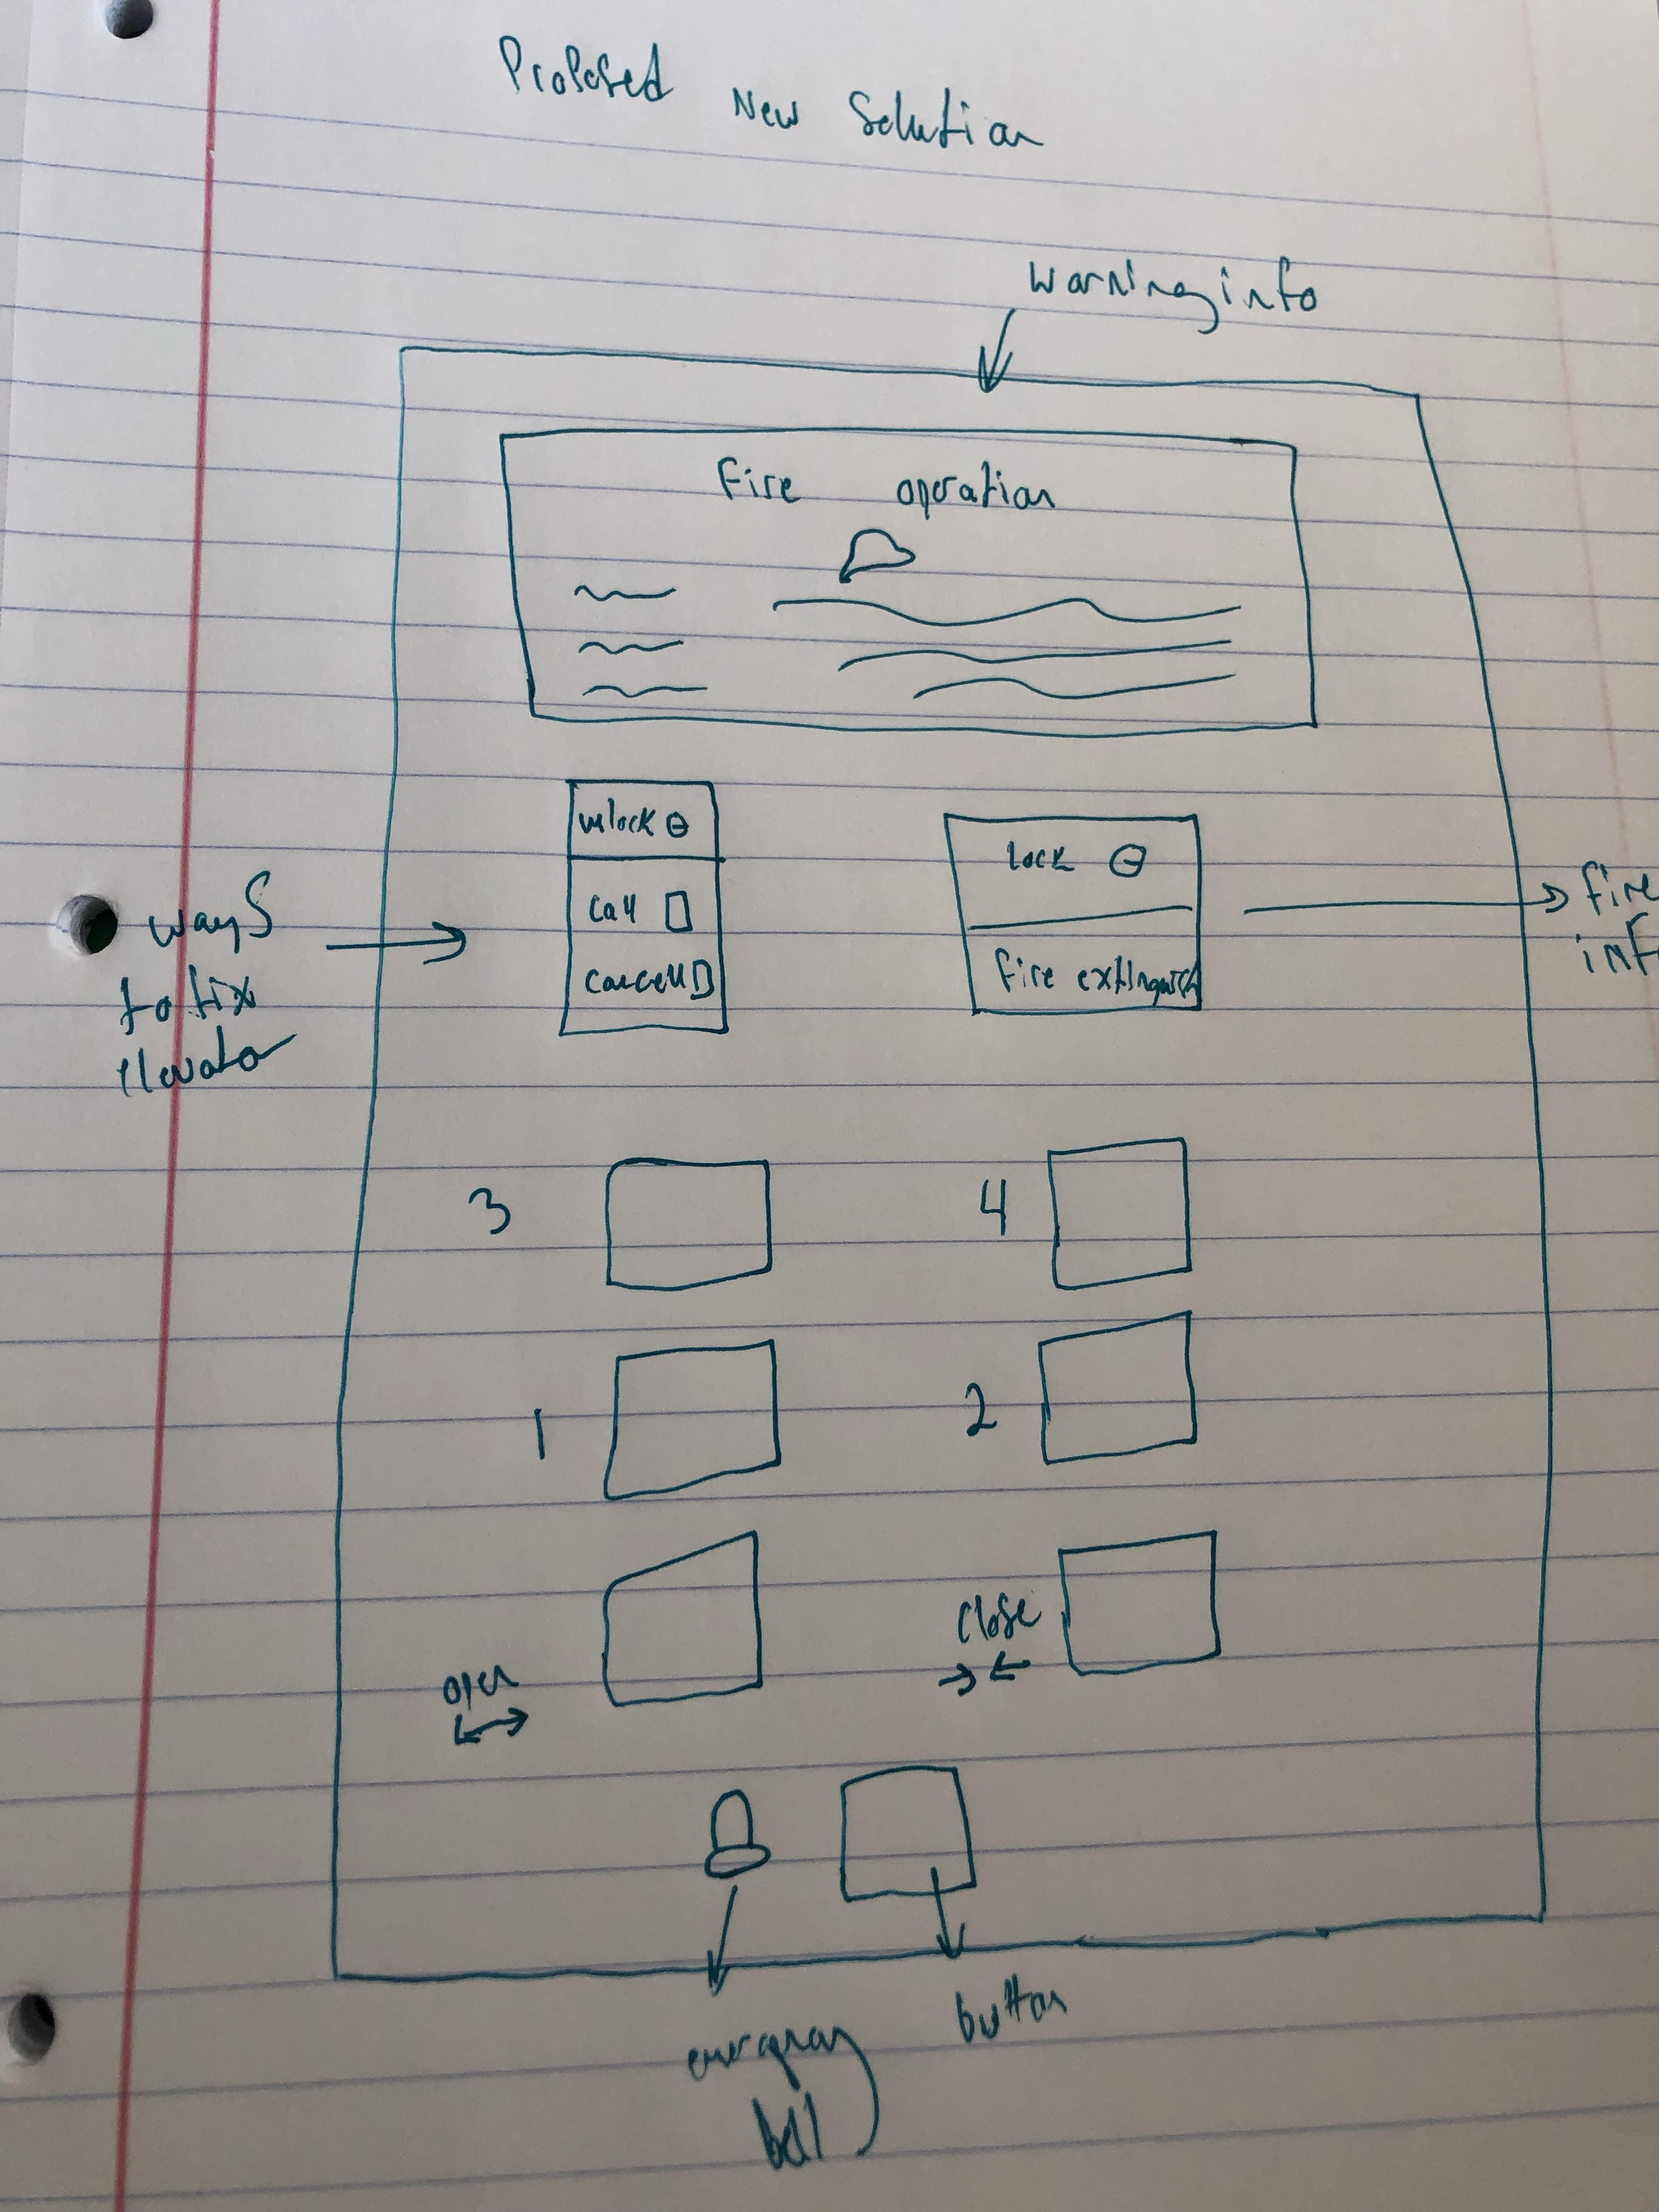 Proposed New Solution
warning info
Fire operation
unlock
call
cancel
lock
Fire extinguish
ways
to fix
elevator
fire
info
3
4
1
2
open
close
emergency
bell
button